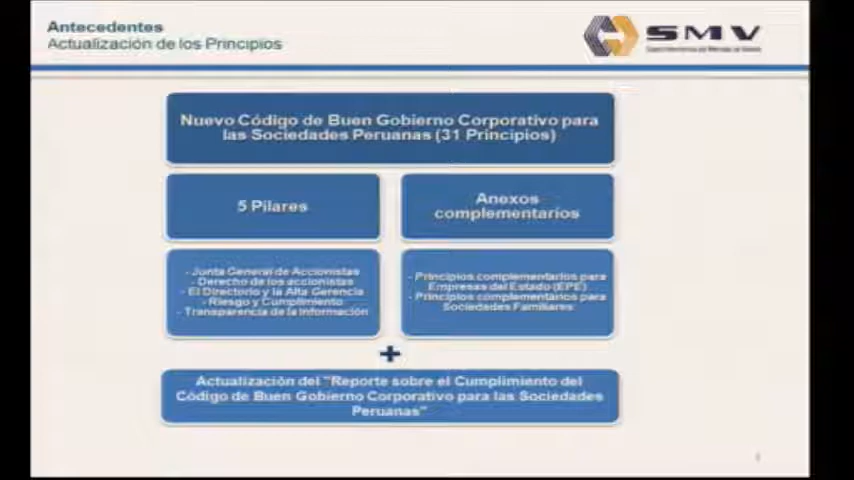 Antecedentes
Actualización de los Principios
SMV
Nuevo Código de Buen Gobierno Corporativo para
las Sociedades Peruanas (31 Principios)
5 Pilares
Anexos
complementarios
- Junta General de Accionistas
- Derecho de los accionistas
- El Directorio y la Alta Gerencia
- Riesgo y Cumplimiento
- Transparencia de la Información
- Principios complementarios para
Empresas del Estado (EPE)
- Principios complementarios para
Sociedades Familiares
+
Actualización del "Reporte sobre el Cumplimiento del
Código de Buen Gobierno Corporativo para las Sociedades
Peruanas"